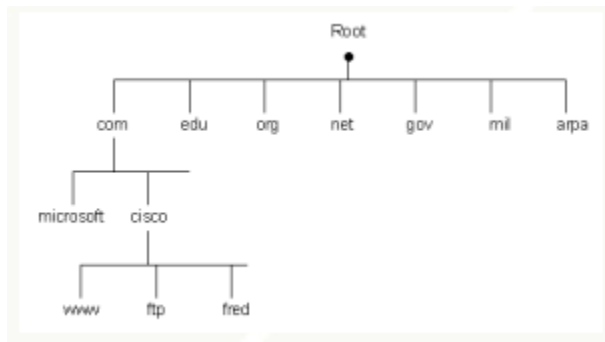 Root
com edu org net gov mil arpa
microsoft cisco
www ftp fred